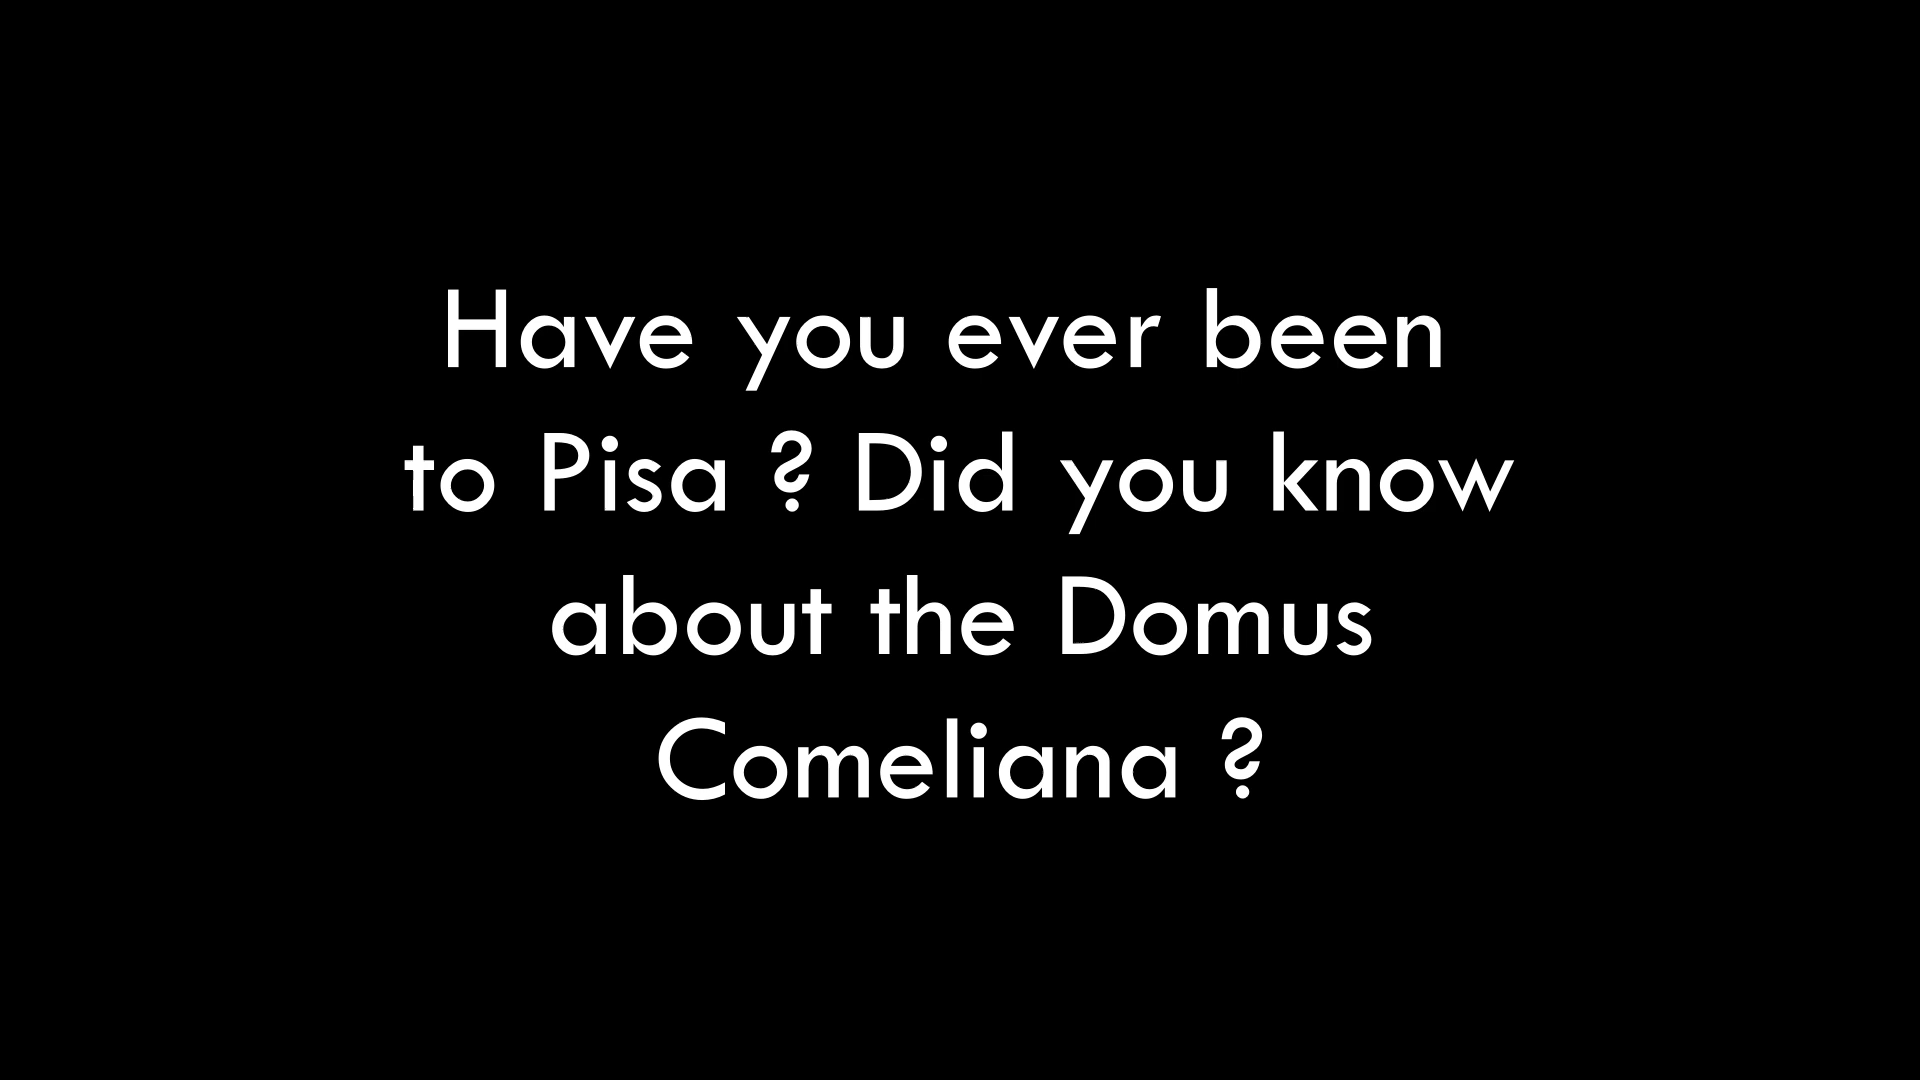 Have you ever been
to Pisa ? Did you know
about the Domus
Comeliana ?